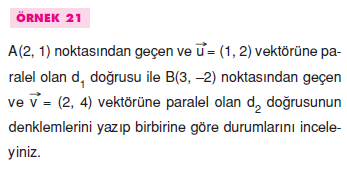 ÖRNEK 21
A(2, 1) noktasından geçen ve u⃗ = (1, 2) vektörüne pa-
ralel olan d₁ doğrusu ile B(3, –2) noktasından geçen
ve v⃗ = (2, 4) vektörüne paralel olan d₂ doğrusunun
denklemlerini yazıp birbirine göre durumlarını incele-
yiniz.